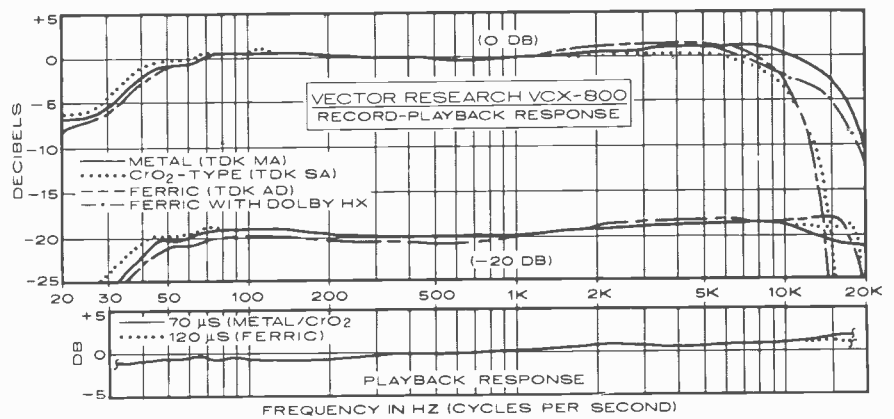 +5
(0 DB)
0
VECTOR RESEARCH VCX-800
RECORD-PLAYBACK RESPONSE
-5
DECIBELS
-10
METAL (TDK MA)
CrO2-TYPE (TDK SA)
-15
FERRIC (TDK AD)
FERRIC WITH DOLBY HX
-20
(-20 DB)
-25
20 30 50 100 200 500 1K 2K 5K 10K 20K
+5
70 µS (METAL/CrO2
120 µS (FERRIC)
DB
0
PLAYBACK RESPONSE
-5
FREQUENCY IN HZ (CYCLES PER SECOND)